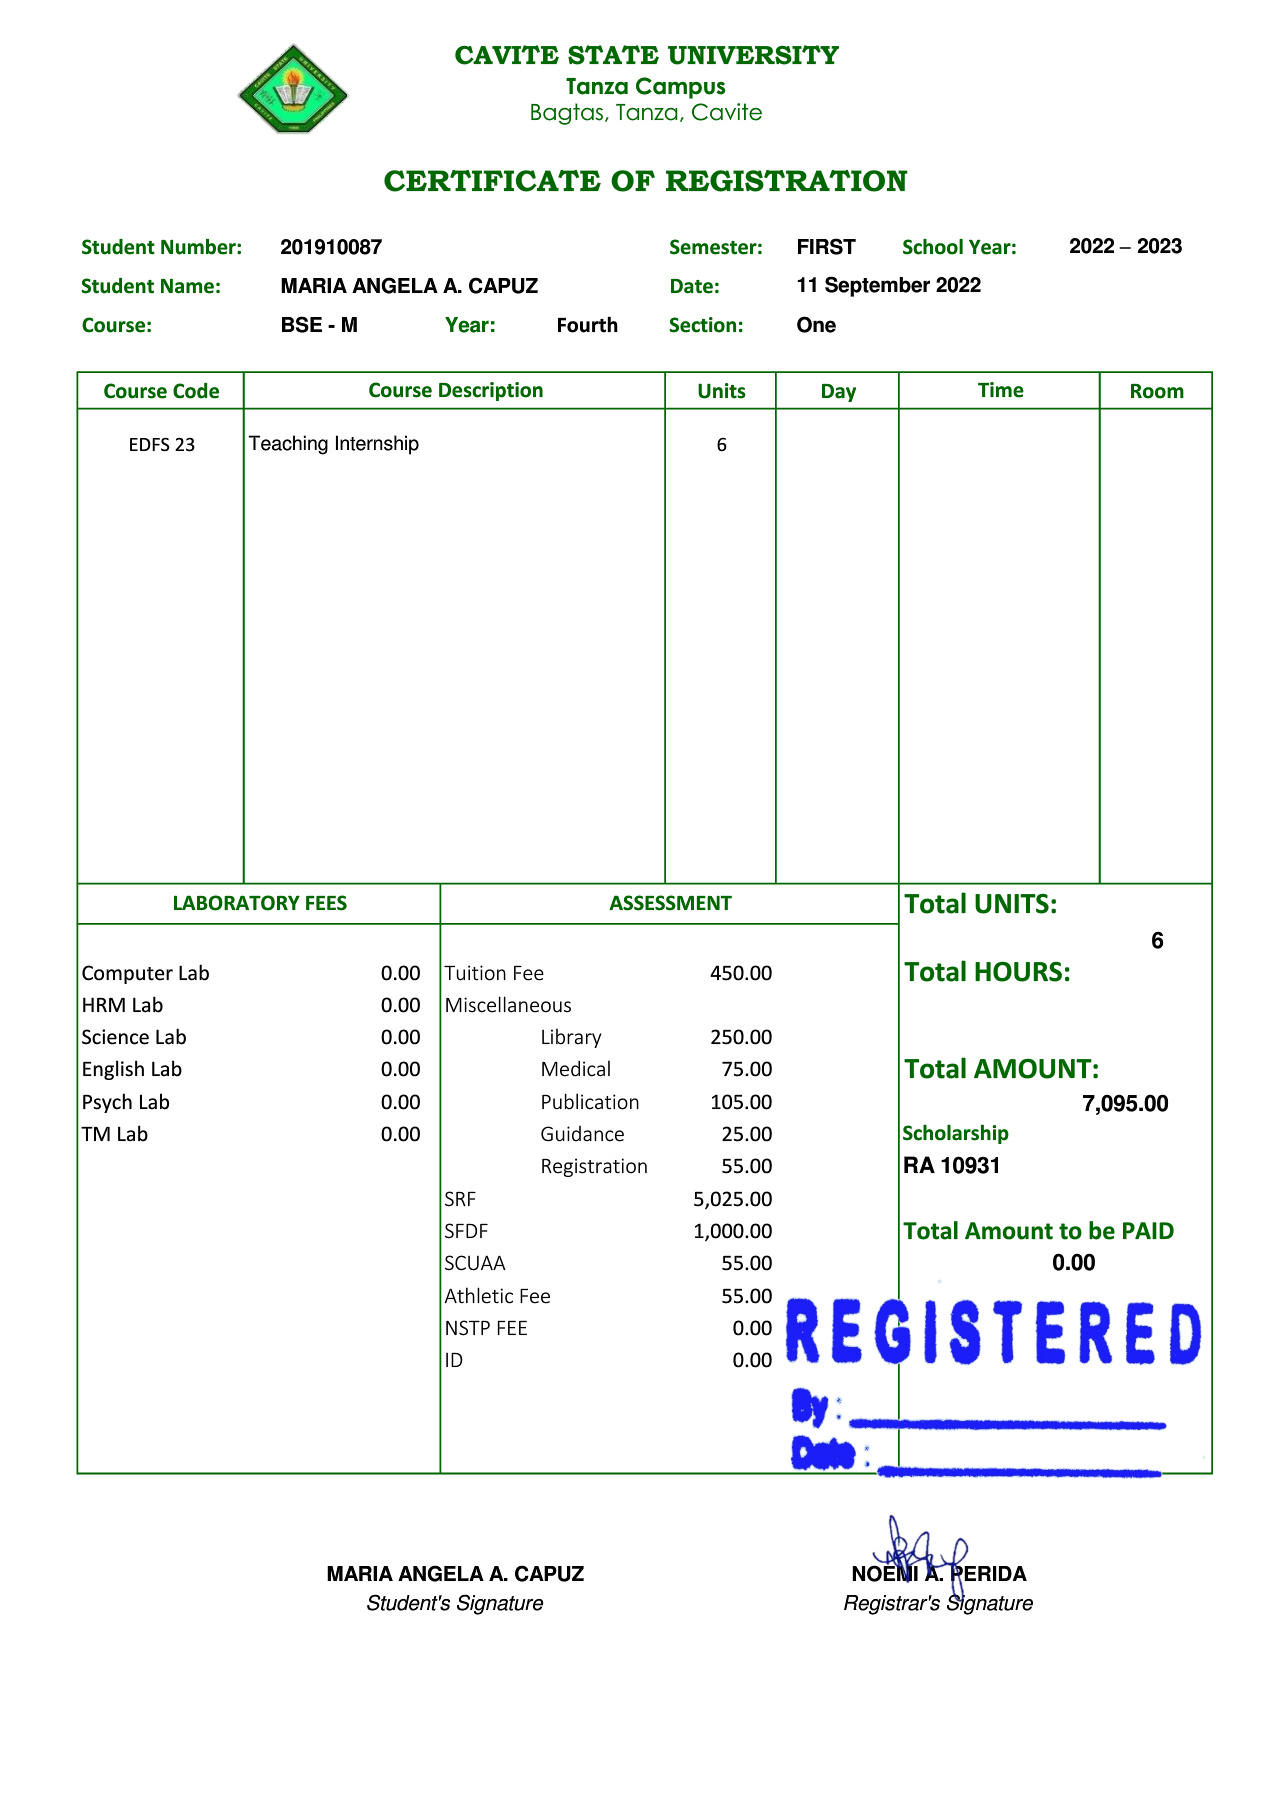 CAVITE STATE UNIVERSITY
Tanza Campus
Bagtas, Tanza, Cavite
CERTIFICATE OF REGISTRATION
Student Number: 201910087 Semester: FIRST School Year: 2022 – 2023
Student Name: MARIA ANGELA A. CAPUZ Date: 11 September 2022
Course: BSE - M Year: Fourth Section: One
Course Code Course Description Units Day Time Room
EDFS 23 Teaching Internship 6
LABORATORY FEES ASSESSMENT Total UNITS:
6
Computer Lab 0.00 Tuition Fee 450.00 Total HOURS:
HRM Lab 0.00 Miscellaneous
Science Lab 0.00 Library 250.00
English Lab 0.00 Medical 75.00 Total AMOUNT:
Psych Lab 0.00 Publication 105.00 7,095.00
TM Lab 0.00 Guidance 25.00 Scholarship
Registration 55.00 RA 10931
SRF 5,025.00
SFDF 1,000.00 Total Amount to be PAID
SCUAA 55.00 0.00
Athletic Fee 55.00
NSTP FEE 0.00 REGISTERED
ID 0.00
By :
Date :
MARIA ANGELA A. CAPUZ NOEMI A. PERIDA
Student's Signature Registrar's Signature